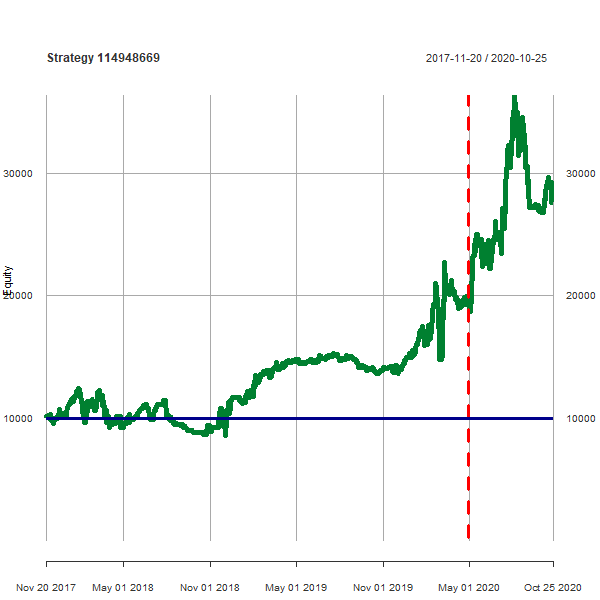 Strategy 114948669
2017-11-20 / 2020-10-25
30000
30000
Equity
20000
20000
10000
10000
Nov 20 2017
May 01 2018
Nov 01 2018
May 01 2019
Nov 01 2019
May 01 2020
Oct 25 2020